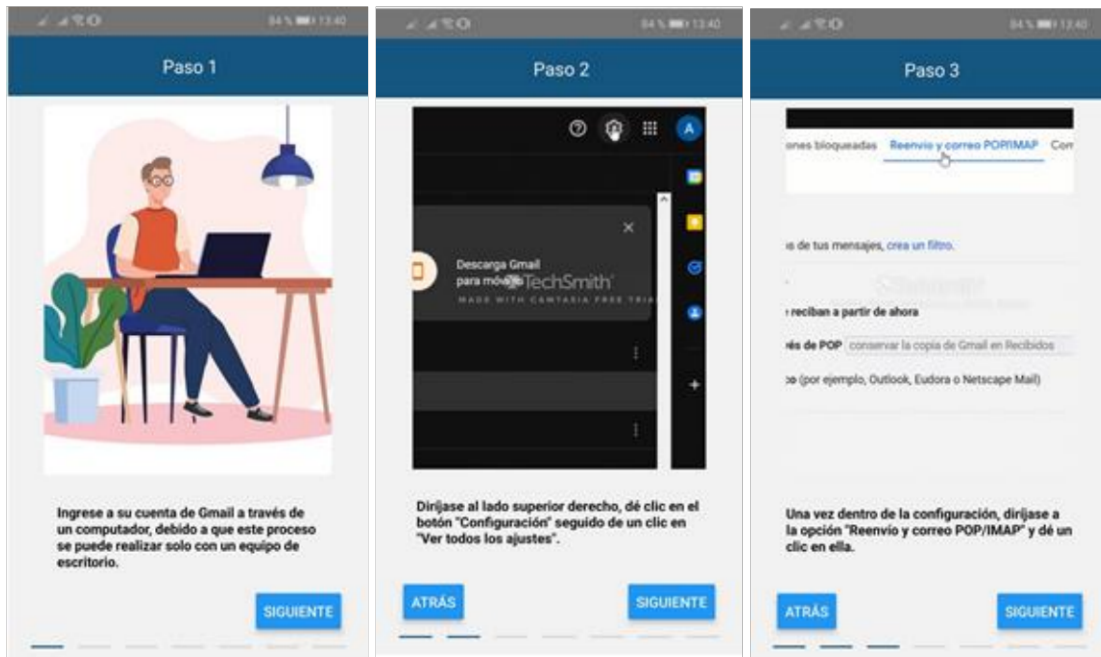 84 % 13:40
Paso 1
Ingrese a su cuenta de Gmail a través de
un computador, debido a que este proceso
se puede realizar solo con un equipo de
escritorio.
SIGUIENTE
84 % 13:40
Paso 2
A
Descarga Gmail
para móviles
TechSmith
MADE WITH CAMTASIA FREE TRIA
Diríjase al lado superior derecho, dé clic en el
botón "Configuración" seguido de un clic en
"Ver todos los ajustes".
ATRÁS
SIGUIENTE
84 % 13:40
Paso 3
ones bloqueadas Reenvío y correo POP/IMAP Com
os de tus mensajes, crea un filtro.
e reciban a partir de ahora
vés de POP conservar la copia de Gmail en Recibidos
co (por ejemplo, Outlook, Eudora o Netscape Mail)
Una vez dentro de la configuración, diríjase a
la opción "Reenvío y correo POP/IMAP" y dé un
clic en ella.
ATRÁS
SIGUIENTE